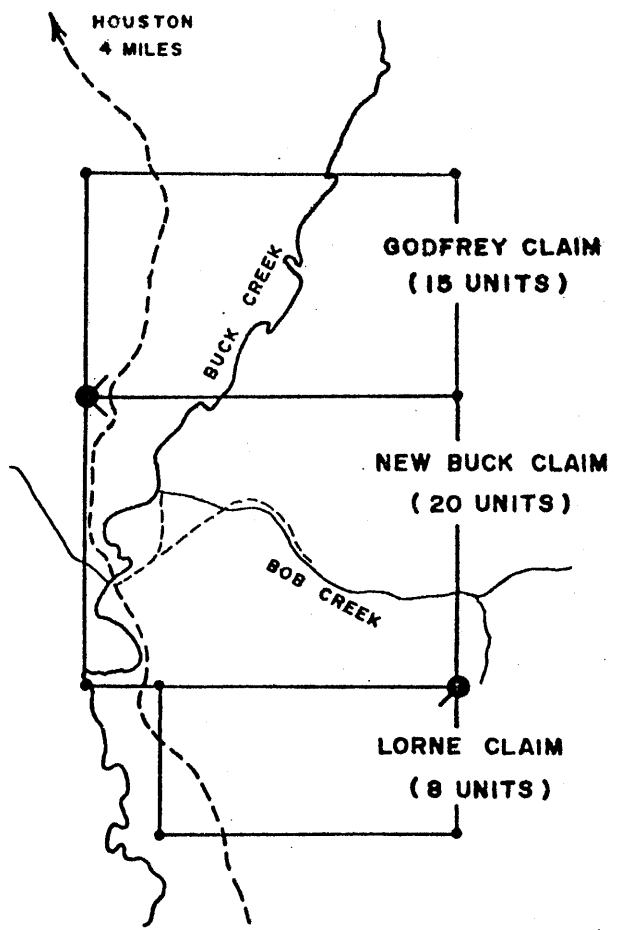 HOUSTON
4 MILES
BUCK CREEK
GODFREY CLAIM
(15 UNITS)
NEW BUCK CLAIM
(20 UNITS)
BOB CREEK
LORNE CLAIM
(8 UNITS)